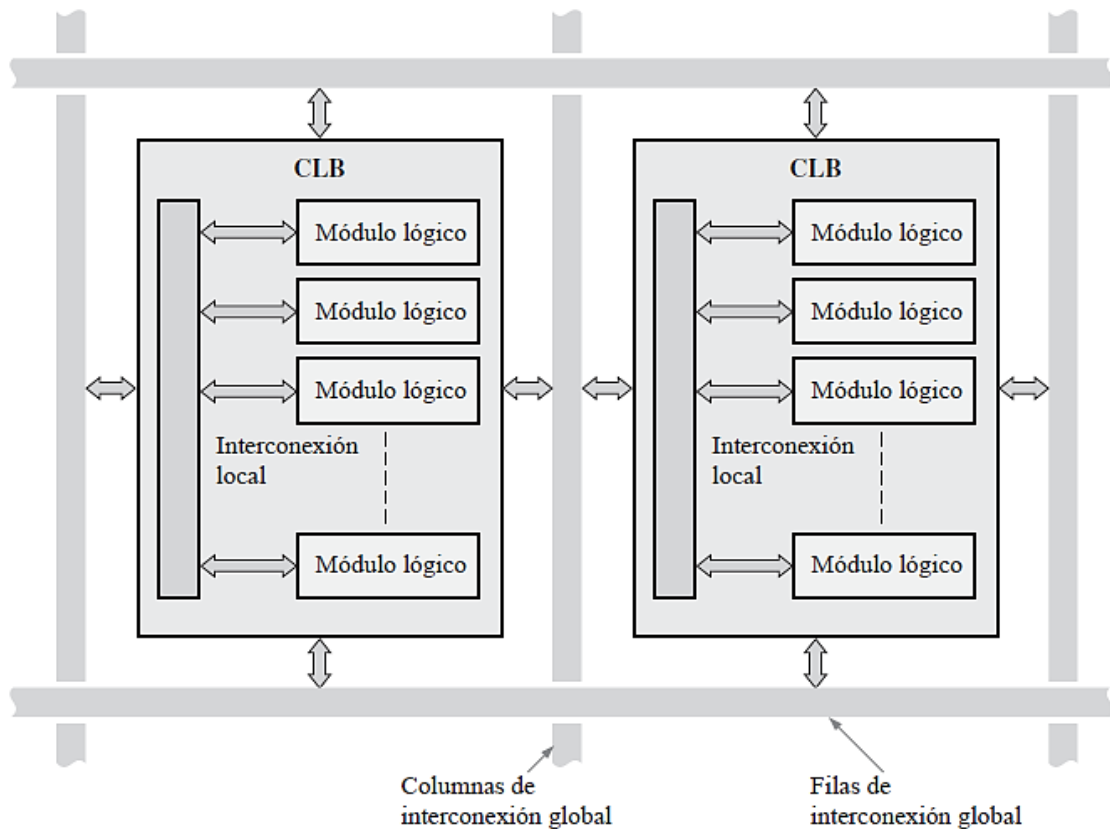 CLB
Módulo lógico
Módulo lógico
Módulo lógico
Interconexión
local
Módulo lógico
CLB
Módulo lógico
Módulo lógico
Módulo lógico
Interconexión
local
Módulo lógico
Columnas de
interconexión global
Filas de
interconexión global